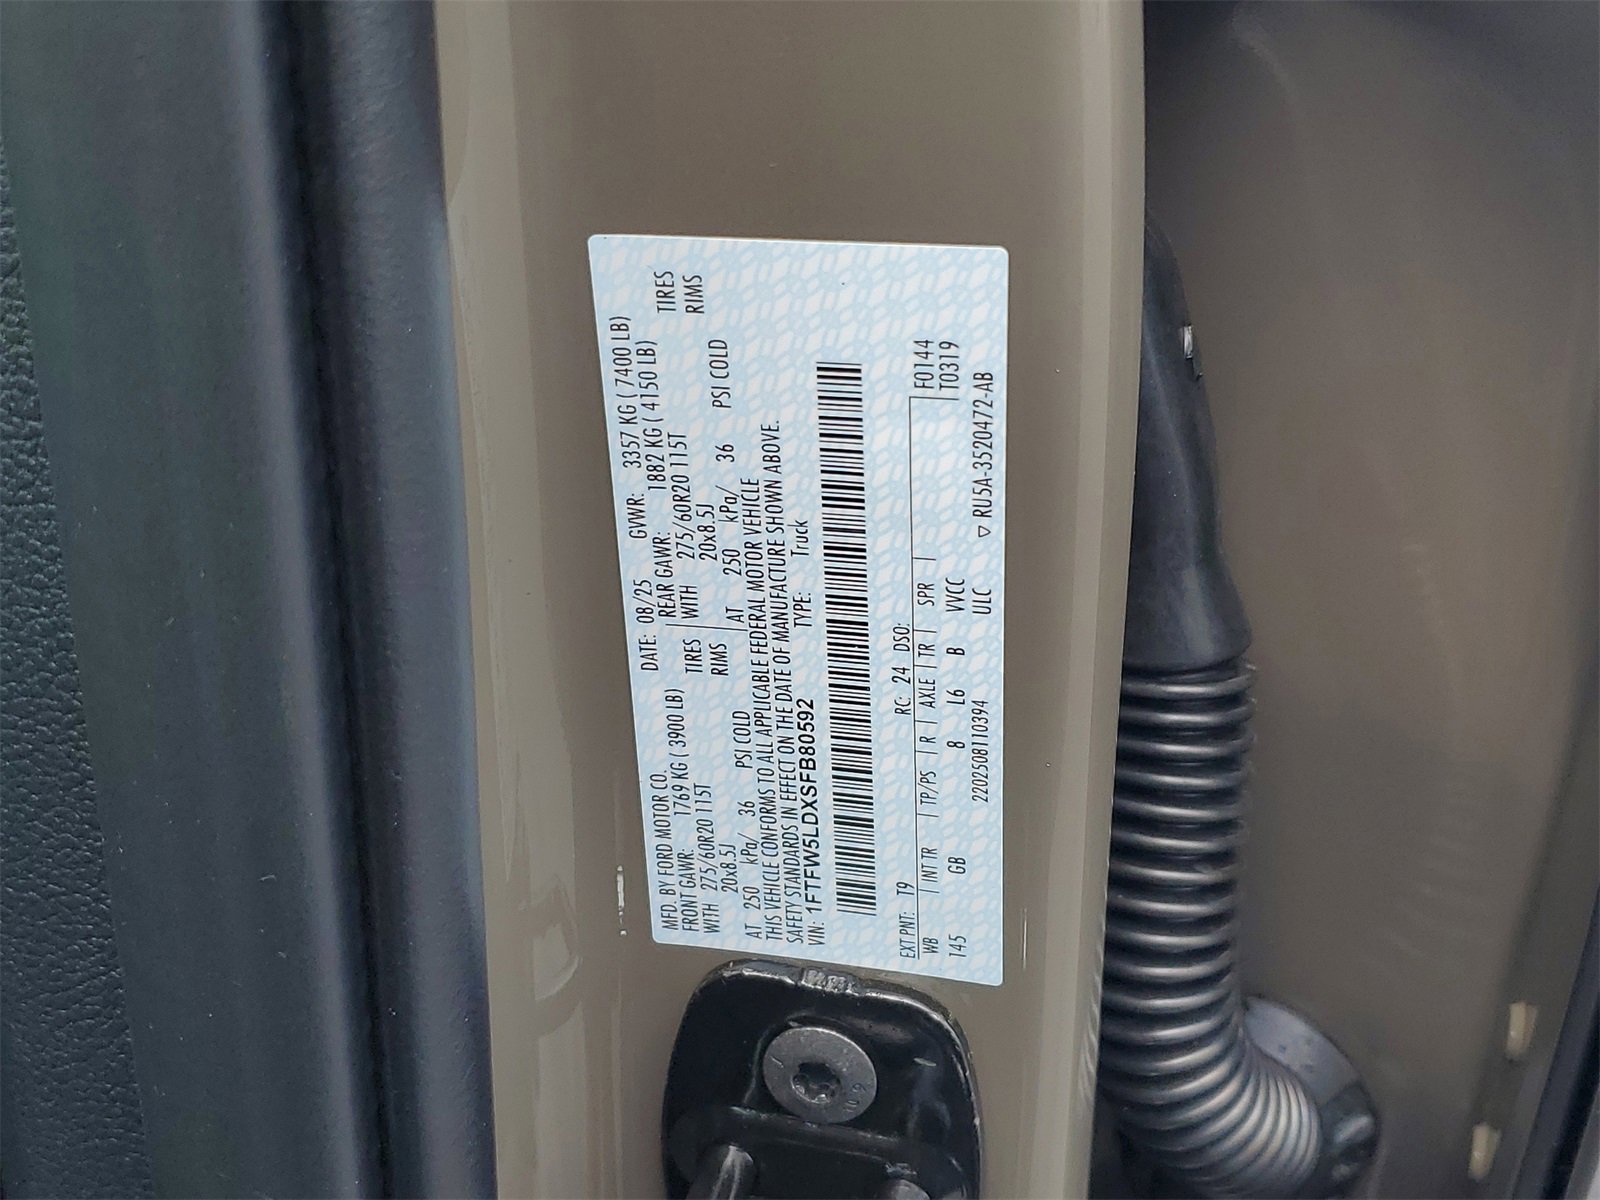 MFD. BY FORD MOTOR CO.
DATE: 08/25 GVWR: 3357 KG ( 7400 LB)
FRONT GAWR: 1769 KG ( 3900 LB)
REAR GAWR: 1882 KG ( 4150 LB)
WITH 275/60R20 115T TIRES
WITH 275/60R20 115T TIRES
20x8.5J RIMS
20x8.5J RIMS
AT 250 kPa/ 36 PSI COLD
AT 250 kPa/ 36 PSI COLD
THIS VEHICLE CONFORMS TO ALL APPLICABLE FEDERAL MOTOR VEHICLE
SAFETY STANDARDS IN EFFECT ON THE DATE OF MANUFACTURE SHOWN ABOVE.
VIN: 1FTFW5LDXSFB80592 TYPE: Truck
EXT PNT: T9 RC: 24 DSO: F0144
WB | INT TR | TP/PS | R | AXLE | TR | SPR | T0319
145 GB 8 L6 B VVCC
2202508110394 ULC ▽ RU5A-3520472-AB
10.9